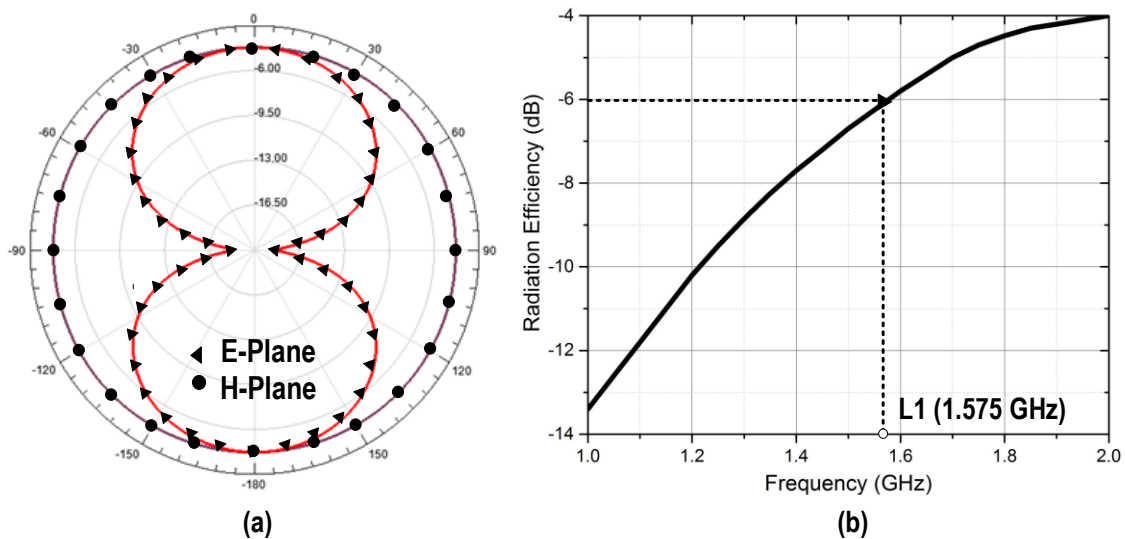 0
-30
30
-6.00
-9.50
-60
60
-13.00
-16.50
-90
90
E-Plane
H-Plane
-120
120
-150
150
-180
(a)
Radiation Efficiency (dB)
-4
-6
-8
-10
-12
-14
L1 (1.575 GHz)
1.0 1.2 1.4 1.6 1.8 2.0
Frequency (GHz)
(b)